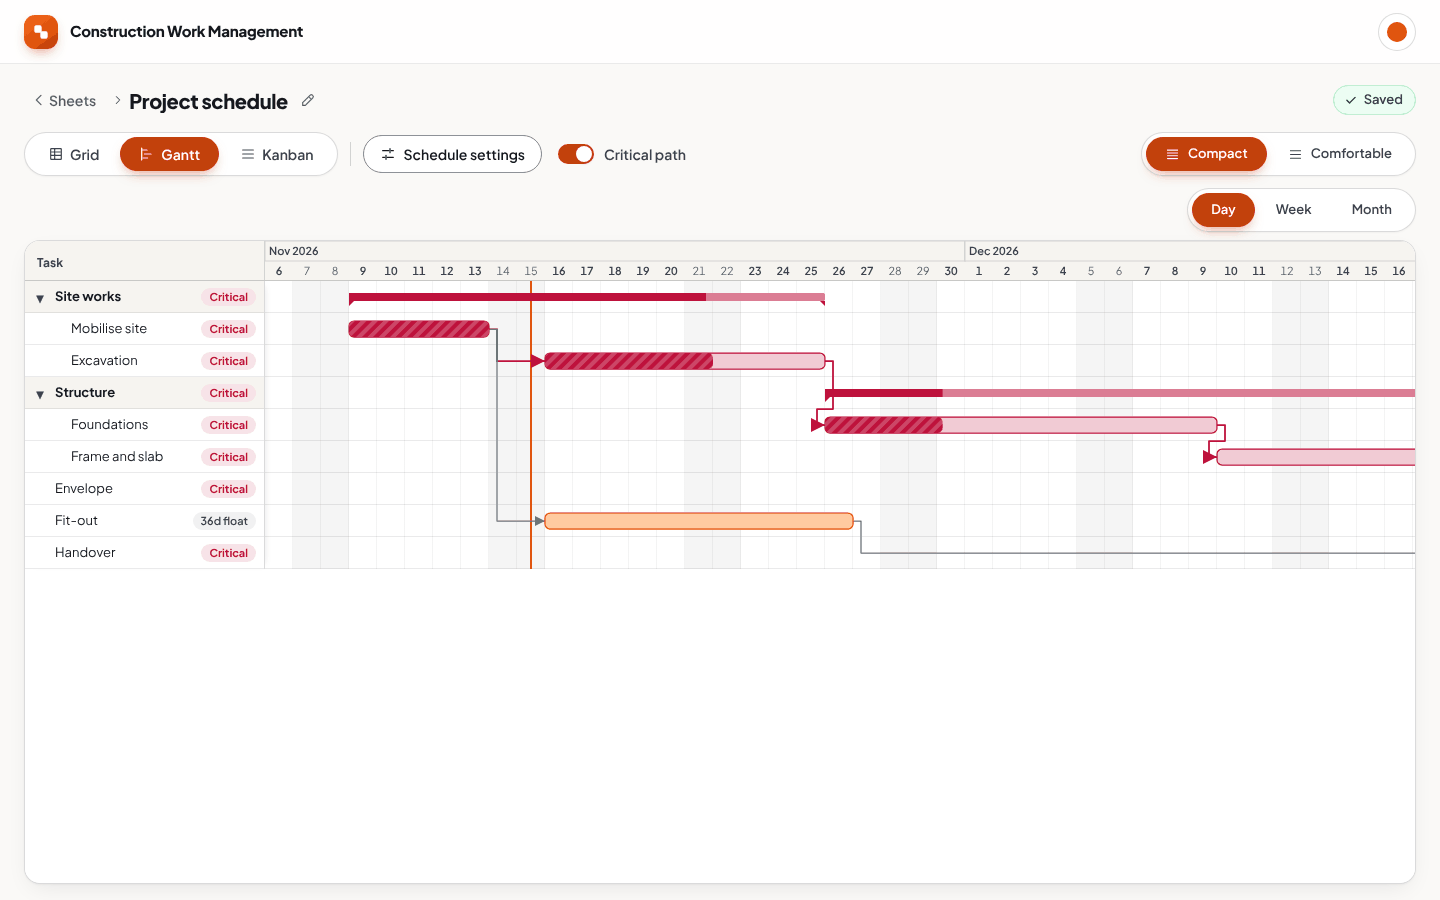 Construction Work Management
Sheets
Project schedule
Saved
Grid
Gantt
Kanban
Schedule settings
Critical path
Compact
Comfortable
Day
Week
Month
Task
Nov 2026
Dec 2026
6 7 8 9 10 11 12 13 14 15 16 17 18 19 20 21 22 23 24 25 26 27 28 29 30 1 2 3 4 5 6 7 8 9 10 11 12 13 14 15 16
Site works Critical
Mobilise site Critical
Excavation Critical
Structure Critical
Foundations Critical
Frame and slab Critical
Envelope Critical
Fit-out 36d float
Handover Critical